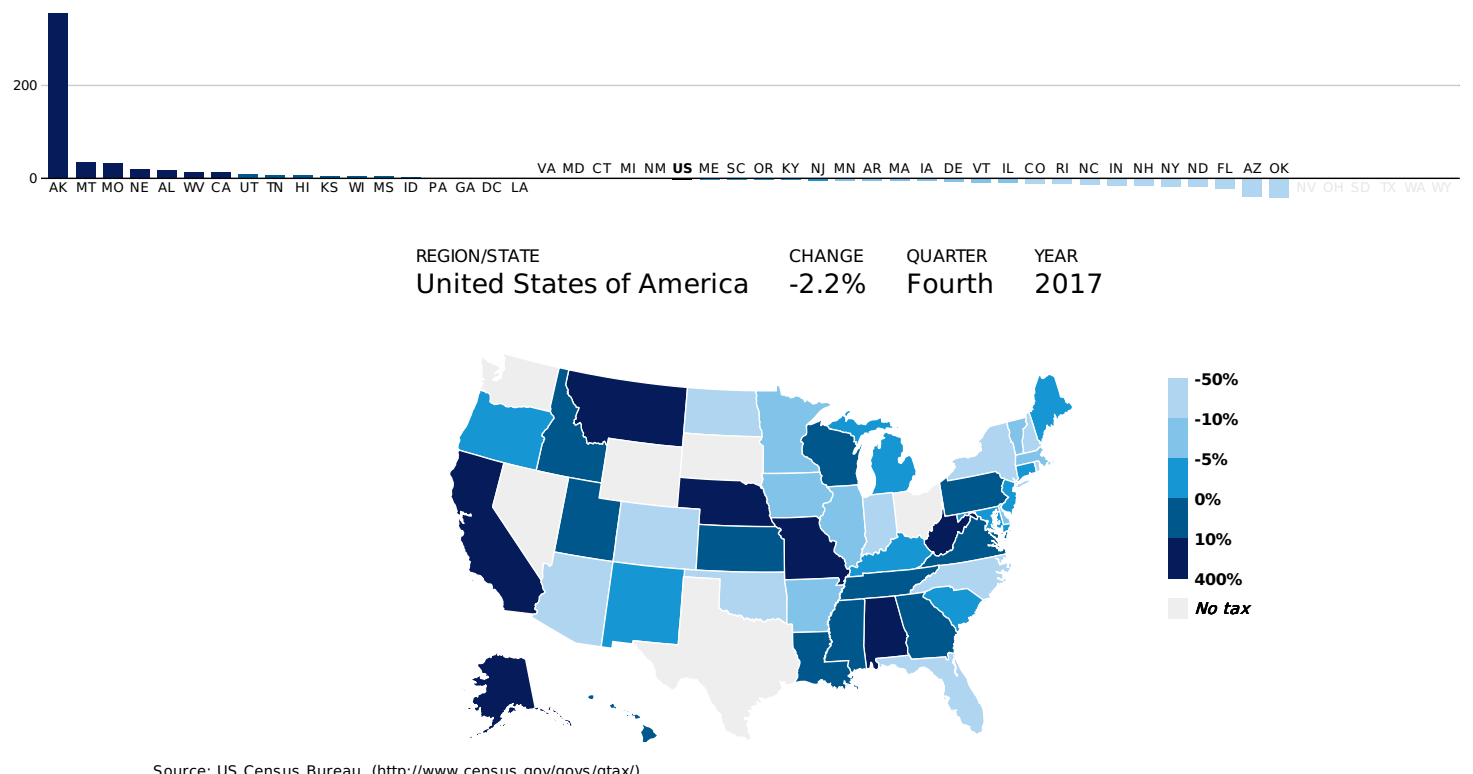 200
VA MD CT MI NM US ME SC OR KY NJ MN AR MA IA DE VT IL CO RI NC IN NH NY ND FL AZ OK
0
AK MT MO NE AL WV CA UT TN HI KS WI MS ID PA GA DC LA NV OH SD TX WA WY
REGION/STATE CHANGE QUARTER YEAR
United States of America -2.2% Fourth 2017
-50%
-10%
-5%
0%
10%
400%
No tax
Source: US Census Bureau (http://www.census.gov/govs/qtax/)